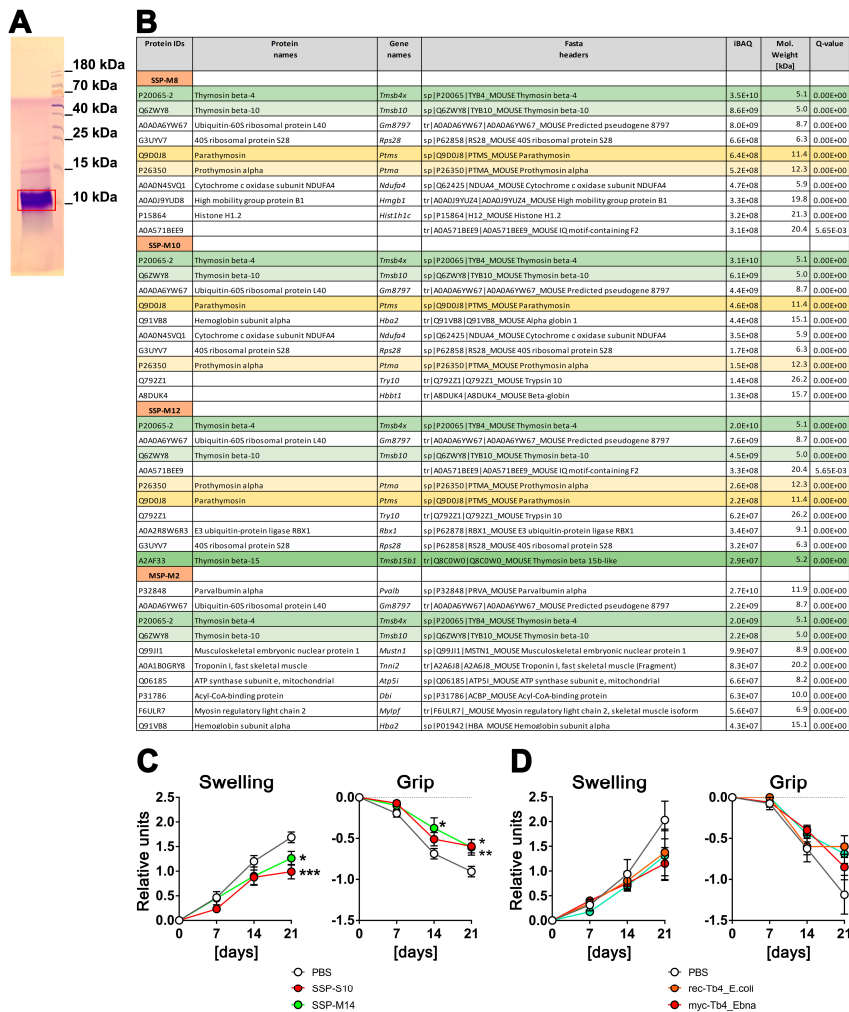 A
180 kDa
70 kDa
40 kDa
25 kDa
15 kDa
10 kDa
B
Protein IDs Protein names Gene names Fasta headers iBAQ Mol. Weight [kDa] Q-value
SSP-M8
P20065-2 Thymosin beta-4 Tmsb4x sp|P20065|TYB4_MOUSE Thymosin beta-4 3.5E+10 5.1 0.00E+00
Q6ZWY8 Thymosin beta-10 Tmsb10 sp|Q6ZWY8|TYB10_MOUSE Thymosin beta-10 8.6E+09 5.0 0.00E+00
A0A0A6YW67 Ubiquitin-60S ribosomal protein L40 Gm8797 tr|A0A0A6YW67|A0A0A6YW67_MOUSE Predicted pseudogene 8797 8.0E+09 8.7 0.00E+00
G3UYV7 40S ribosomal protein S28 Rps28 sp|P62858|RS28_MOUSE 40S ribosomal protein S28 6.6E+08 6.3 0.00E+00
Q9D0J8 Parathymosin Ptms sp|Q9D0J8|PTMS_MOUSE Parathymosin 6.4E+08 11.4 0.00E+00
P26350 Prothymosin alpha Ptma sp|P26350|PTMA_MOUSE Prothymosin alpha 5.2E+08 12.3 0.00E+00
A0A0N4SVQ1 Cytochrome c oxidase subunit NDUFA4 Ndufa4 sp|Q62425|NDUA4_MOUSE Cytochrome c oxidase subunit NDUFA4 4.7E+08 5.9 0.00E+00
A0A0J9YUD8 High mobility group protein B1 Hmgb1 tr|A0A0J9YUZ4|A0A0J9YUZ4_MOUSE High mobility group protein B1 3.3E+08 19.8 0.00E+00
P15864 Histone H1.2 Hist1h1c sp|P15864|H12_MOUSE Histone H1.2 3.2E+08 21.3 0.00E+00
A0A571BEE9 tr|A0A571BEE9|A0A571BEE9_MOUSE IQ motif-containing F2 3.1E+08 20.4 5.65E-03
SSP-M10
P20065-2 Thymosin beta-4 Tmsb4x sp|P20065|TYB4_MOUSE Thymosin beta-4 3.1E+10 5.1 0.00E+00
Q6ZWY8 Thymosin beta-10 Tmsb10 sp|Q6ZWY8|TYB10_MOUSE Thymosin beta-10 6.1E+09 5.0 0.00E+00
A0A0A6YW67 Ubiquitin-60S ribosomal protein L40 Gm8797 tr|A0A0A6YW67|A0A0A6YW67_MOUSE Predicted pseudogene 8797 4.4E+09 8.7 0.00E+00
Q9D0J8 Parathymosin Ptms sp|Q9D0J8|PTMS_MOUSE Parathymosin 4.6E+08 11.4 0.00E+00
Q91VB8 Hemoglobin subunit alpha Hba2 tr|Q91VB8|Q91VB8_MOUSE Alpha globin 1 4.4E+08 15.1 0.00E+00
A0A0N4SVQ1 Cytochrome c oxidase subunit NDUFA4 Ndufa4 sp|Q62425|NDUA4_MOUSE Cytochrome c oxidase subunit NDUFA4 3.5E+08 5.9 0.00E+00
G3UYV7 40S ribosomal protein S28 Rps28 sp|P62858|RS28_MOUSE 40S ribosomal protein S28 1.7E+08 6.3 0.00E+00
P26350 Prothymosin alpha Ptma sp|P26350|PTMA_MOUSE Prothymosin alpha 1.5E+08 12.3 0.00E+00
Q792Z1 Try10 tr|Q792Z1|Q792Z1_MOUSE Trypsin 10 1.4E+08 26.2 0.00E+00
A8DUK4 Hbbt1 tr|A8DUK4|A8DUK4_MOUSE Beta-globin 1.3E+08 15.7 0.00E+00
SSP-M12
P20065-2 Thymosin beta-4 Tmsb4x sp|P20065|TYB4_MOUSE Thymosin beta-4 2.0E+10 5.1 0.00E+00
A0A0A6YW67 Ubiquitin-60S ribosomal protein L40 Gm8797 tr|A0A0A6YW67|A0A0A6YW67_MOUSE Predicted pseudogene 8797 7.6E+09 8.7 0.00E+00
Q6ZWY8 Thymosin beta-10 Tmsb10 sp|Q6ZWY8|TYB10_MOUSE Thymosin beta-10 4.5E+09 5.0 0.00E+00
A0A571BEE9 tr|A0A571BEE9|A0A571BEE9_MOUSE IQ motif-containing F2 3.3E+08 20.4 5.65E-03
P26350 Prothymosin alpha Ptma sp|P26350|PTMA_MOUSE Prothymosin alpha 2.6E+08 12.3 0.00E+00
Q9D0J8 Parathymosin Ptms sp|Q9D0J8|PTMS_MOUSE Parathymosin 2.2E+08 11.4 0.00E+00
Q792Z1 Try10 tr|Q792Z1|Q792Z1_MOUSE Trypsin 10 6.2E+07 26.2 0.00E+00
A0A2R8W6R3 E3 ubiquitin-protein ligase RBX1 Rbx1 sp|P62878|RBX1_MOUSE E3 ubiquitin-protein ligase RBX1 3.4E+07 9.1 0.00E+00
G3UYV7 40S ribosomal protein S28 Rps28 sp|P62858|RS28_MOUSE 40S ribosomal protein S28 3.2E+07 6.3 0.00E+00
A2AF33 Thymosin beta-15 Tmsb15b1 tr|Q8C0W0|Q8C0W0_MOUSE Thymosin beta 15b-like 2.9E+07 5.2 0.00E+00
MSP-M2
P32848 Parvalbumin alpha Pvalb sp|P32848|PRVA_MOUSE Parvalbumin alpha 2.7E+10 11.9 0.00E+00
A0A0A6YW67 Ubiquitin-60S ribosomal protein L40 Gm8797 tr|A0A0A6YW67|A0A0A6YW67_MOUSE Predicted pseudogene 8797 2.2E+09 8.7 0.00E+00
P20065-2 Thymosin beta-4 Tmsb4x sp|P20065|TYB4_MOUSE Thymosin beta-4 2.0E+09 5.1 0.00E+00
Q6ZWY8 Thymosin beta-10 Tmsb10 sp|Q6ZWY8|TYB10_MOUSE Thymosin beta-10 2.2E+08 5.0 0.00E+00
Q99JI1 Musculoskeletal embryonic nuclear protein 1 Mustn1 sp|Q99JI1|MSTN1_MOUSE Musculoskeletal embryonic nuclear protein 1 9.9E+07 8.9 0.00E+00
A0A1B0GRY8 Troponin I, fast skeletal muscle Tnni2 tr|A2A6J8|A2A6J8_MOUSE Troponin I, fast skeletal muscle (Fragment) 8.3E+07 20.2 0.00E+00
Q06185 ATP synthase subunit e, mitochondrial Atp5i sp|Q06185|ATP5I_MOUSE ATP synthase subunit e, mitochondrial 6.6E+07 8.2 0.00E+00
P31786 Acyl-CoA-binding protein Dbi sp|P31786|ACBP_MOUSE Acyl-CoA-binding protein 6.3E+07 10.0 0.00E+00
F6ULR7 Myosin regulatory light chain 2 Mylpf tr|F6ULR7|_MOUSE Myosin regulatory light chain 2, skeletal muscle isoform 5.6E+07 6.9 0.00E+00
Q91VB8 Hemoglobin subunit alpha Hba2 sp|P01942|HBA_MOUSE Hemoglobin subunit alpha 4.3E+07 15.1 0.00E+00
C
Swelling
Relative units
2.5
2.0
1.5
1.0
0.5
0.0
0 7 14 21
[days]
*
***
Grip
0.0
-0.5
-1.0
-1.5
0 7 14 21
[days]
*
*
**
PBS
SSP-S10
SSP-M14
D
Swelling
Relative units
2.5
2.0
1.5
1.0
0.5
0.0
0 7 14 21
[days]
Grip
0.0
-0.5
-1.0
-1.5
0 7 14 21
[days]
PBS
rec-Tb4_E.coli
myc-Tb4_Ebna